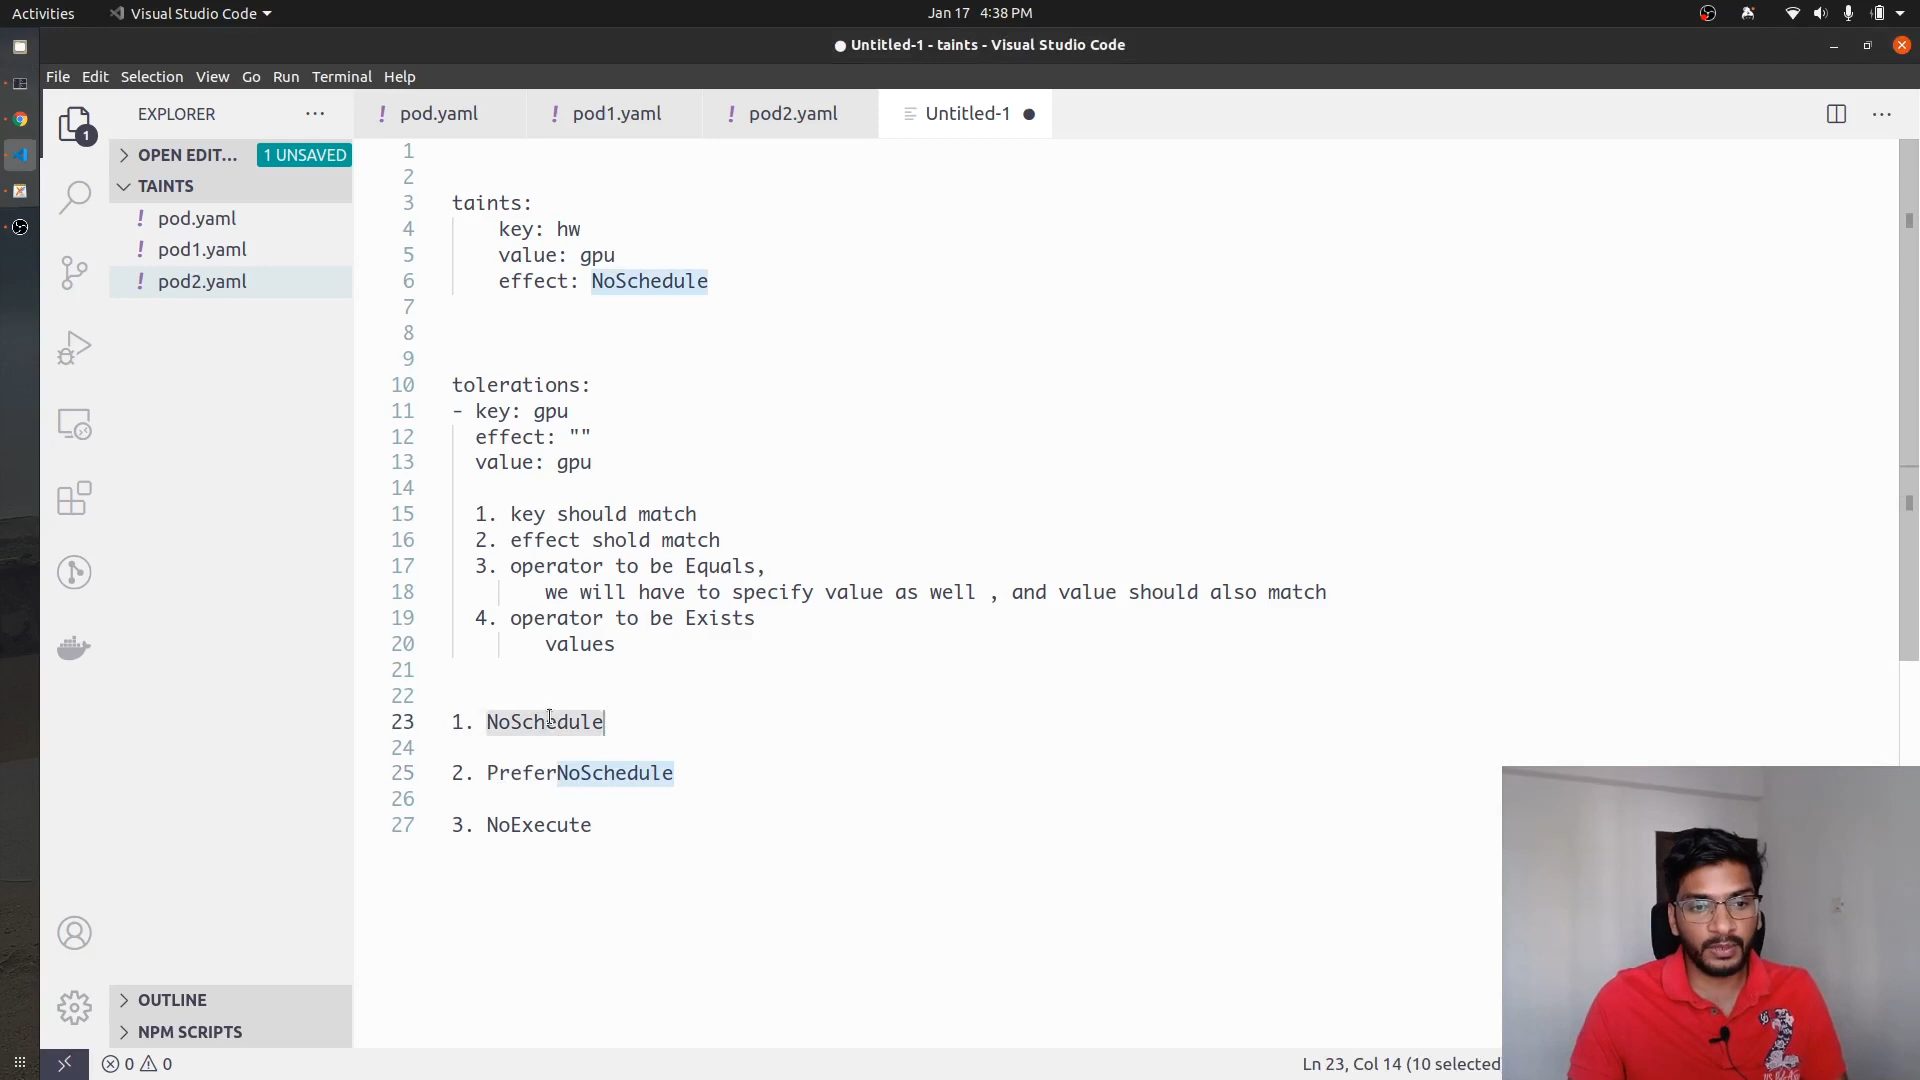 Activities
Visual Studio Code
Jan 17 4:38 PM
Untitled-1 - taints - Visual Studio Code
File Edit Selection View Go Run Terminal Help
1
EXPLORER
pod.yaml
pod1.yaml
pod2.yaml
Untitled-1
OPEN EDIT...
1 UNSAVED
TAINTS
pod.yaml
pod1.yaml
pod2.yaml
1
2
3 taints:
4 key: hw
5 value: gpu
6 effect: NoSchedule
7
8
9
10 tolerations:
11 - key: gpu
12 effect: ""
13 value: gpu
14
15 1. key should match
16 2. effect shold match
17 3. operator to be Equals,
18 we will have to specify value as well , and value should also match
19 4. operator to be Exists
20 values
21
22
23 1. NoSchedule
24
25 2. PreferNoSchedule
26
27 3. NoExecute
OUTLINE
NPM SCRIPTS
0 0
Ln 23, Col 14 (10 selected